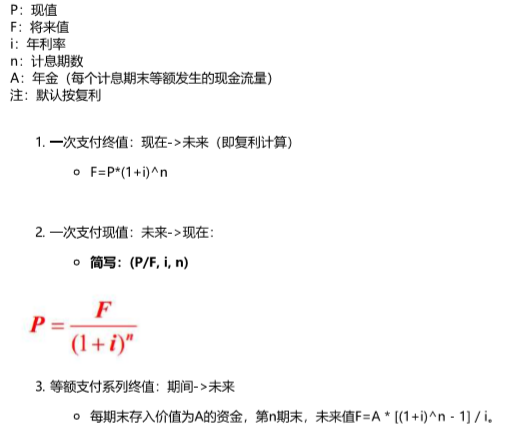 P：现值
F：将来值
i：年利率
n：计息期数
A：年金（每个计息期末等额发生的现金流量）
注：默认按复利
1. 一次支付终值：现在->未来（即复利计算）
○ F=P*(1+i)^n
2. 一次支付现值：未来->现在：
○ 简写：(P/F, i, n)
P = F / (1+i)^n
3. 等额支付系列终值：期间->未来
○ 每期末存入价值为A的资金，第n期末，未来值F=A * [(1+i)^n - 1] / i。